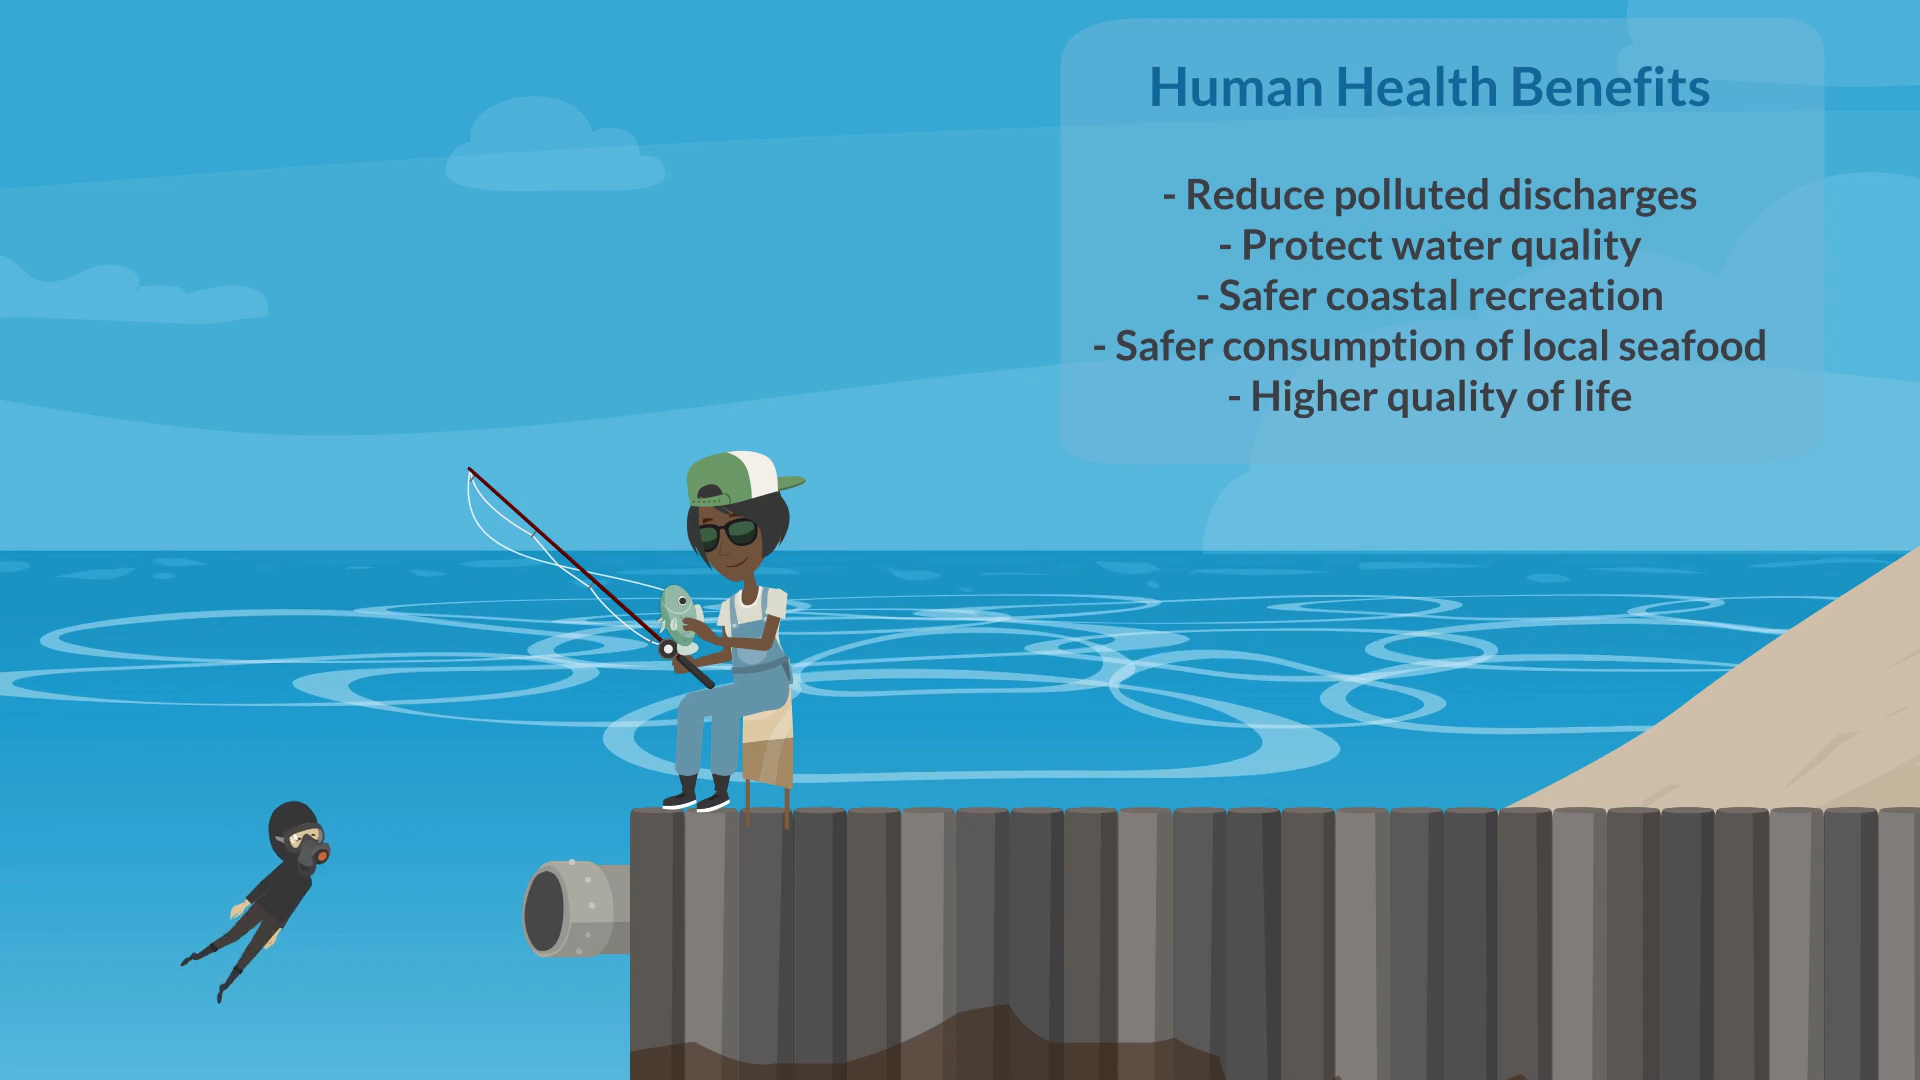 Human Health Benefits
- Reduce polluted discharges
- Protect water quality
- Safer coastal recreation
- Safer consumption of local seafood
- Higher quality of life